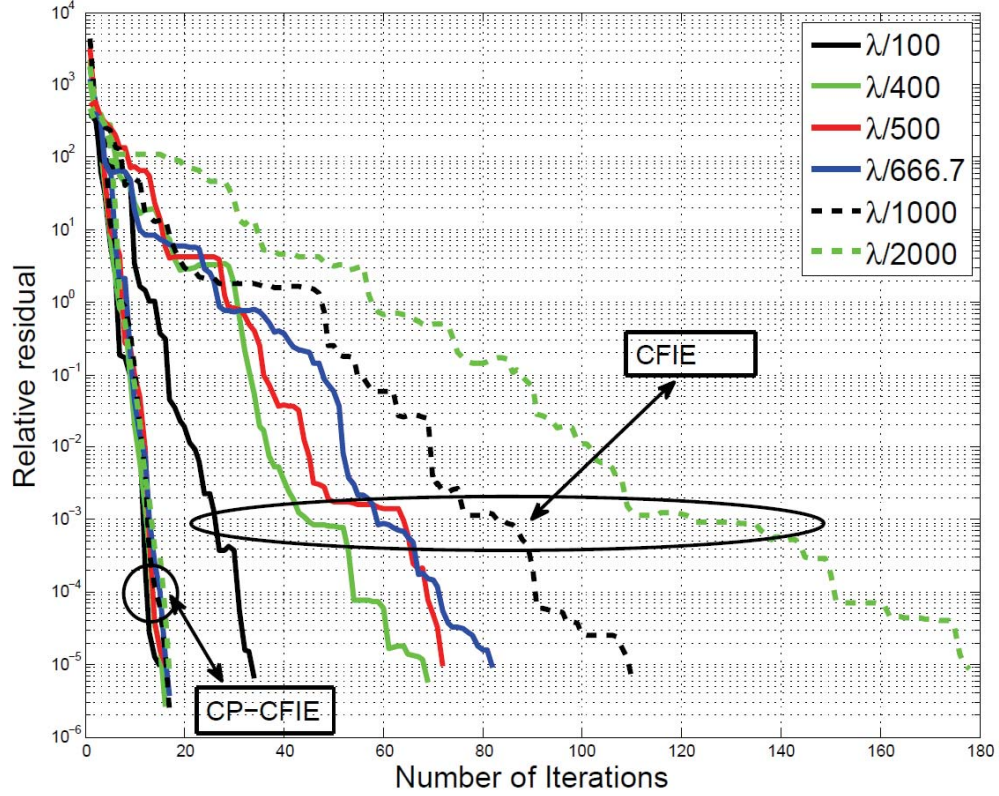 10^4
10^3
10^2
10^1
10^0
10^-1
10^-2
10^-3
10^-4
10^-5
10^-6
Relative residual
λ/100
λ/400
λ/500
λ/666.7
λ/1000
λ/2000
CFIE
CP-CFIE
0 20 40 60 80 100 120 140 160 180
Number of Iterations